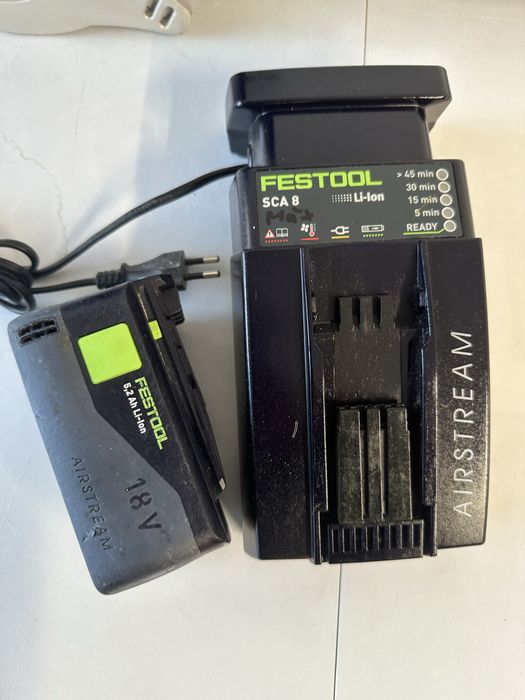 FESTOOL
SCA 8
Li-Ion
> 45 min
30 min
15 min
5 min
READY
AIRSTREAM
FESTOOL
5,2 Ah Li-Ion
18V
AIRSTREAM